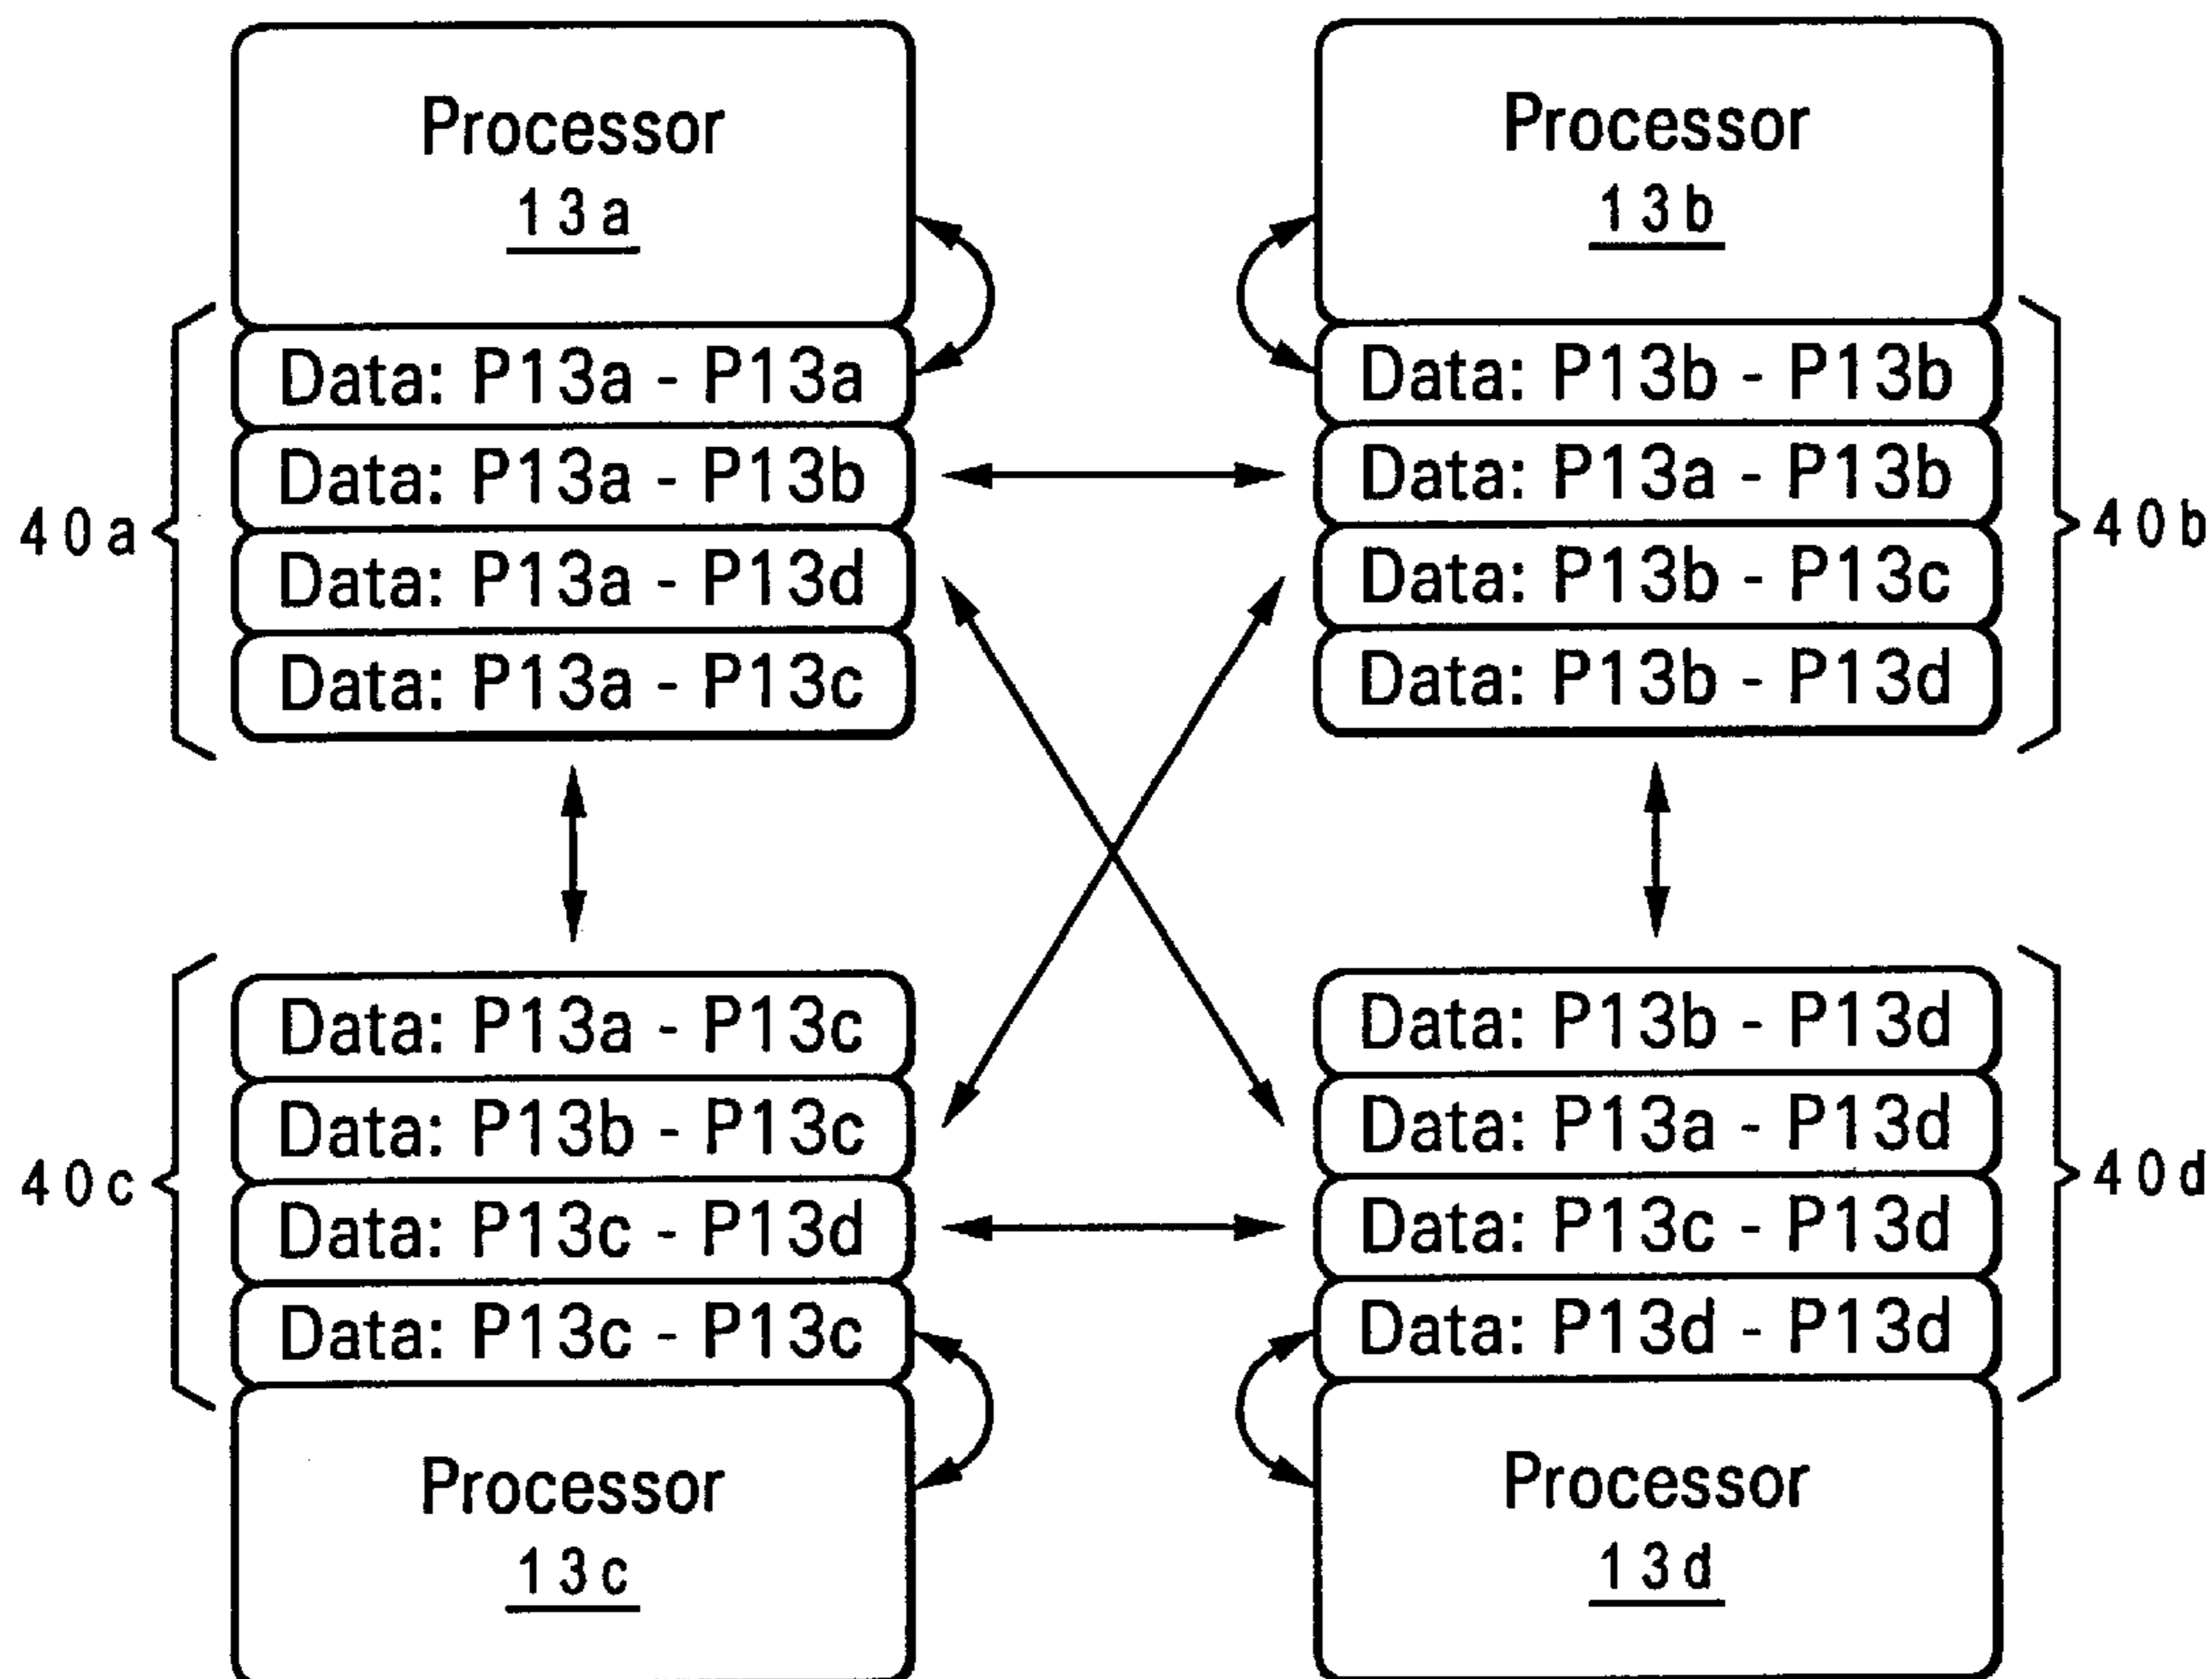 Processor
13a
Data: P13a - P13a
Data: P13a - P13b
Data: P13a - P13d
Data: P13a - P13c
40a
Processor
13b
Data: P13b - P13b
Data: P13a - P13b
Data: P13b - P13c
Data: P13b - P13d
40b
Data: P13a - P13c
Data: P13b - P13c
Data: P13c - P13d
Data: P13c - P13c
40c
Processor
13c
Data: P13b - P13d
Data: P13a - P13d
Data: P13c - P13d
Data: P13d - P13d
40d
Processor
13d